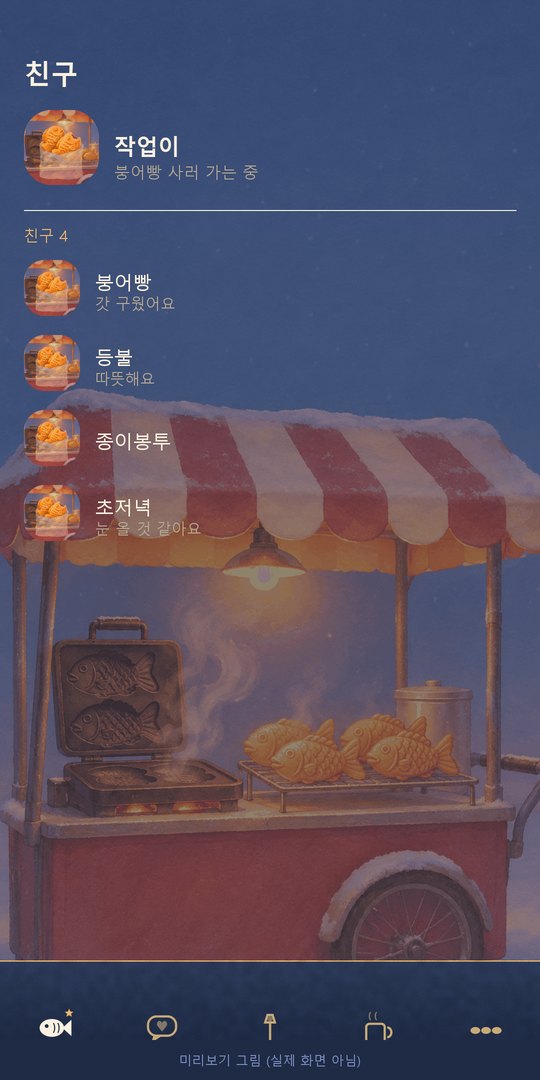 친구
작업이
붕어빵 사러 가는 중
친구 4
붕어빵
갓 구웠어요
등불
따뜻해요
종이봉투
초저녁
눈 올 것 같아요
미리보기 그림 (실제 화면 아님)